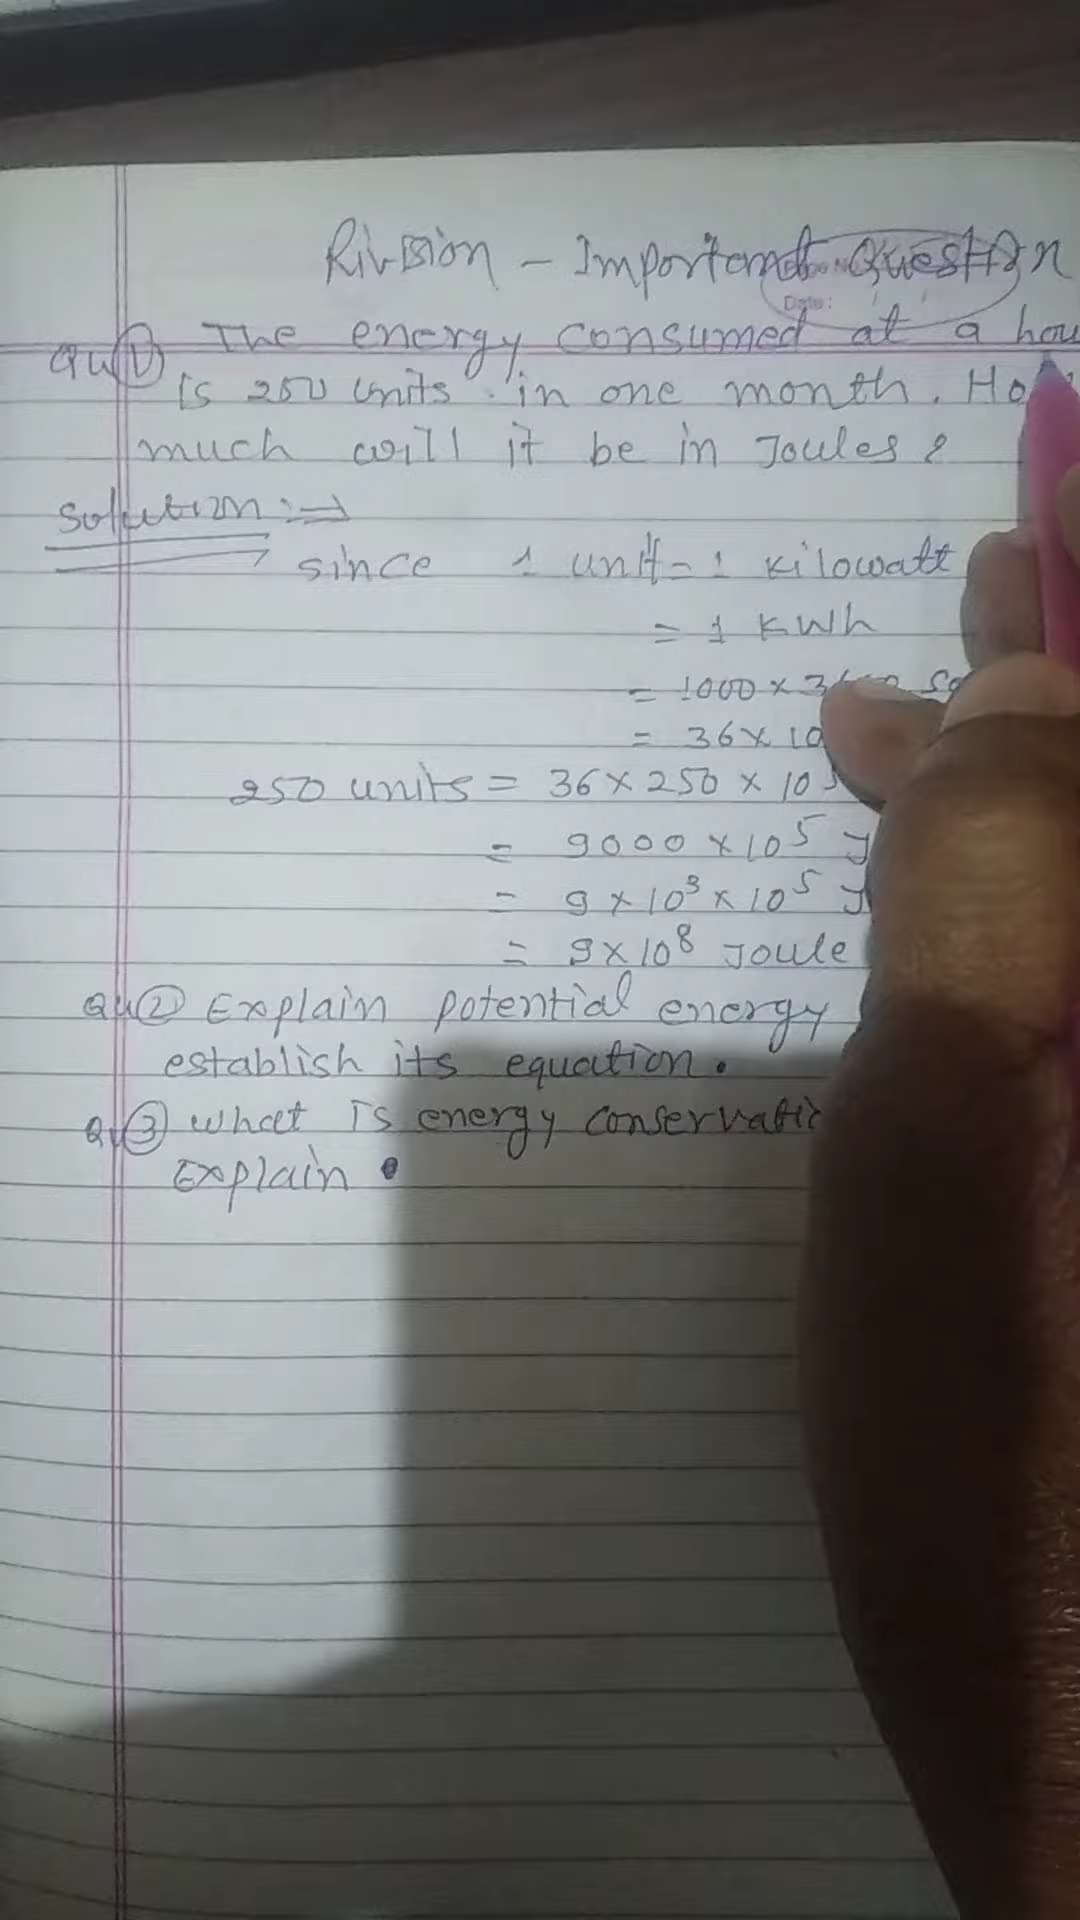 Rivision - Important Question
Date:
Qu① The energy consumed at a hou
is 250 units in one month. Ho
much will it be in Joules ?
Solution :⇒
since 1 unit = 1 kilowatt
= 1 kwh
= 1000 ×
= 36 × 10
250 units = 36 × 250 × 10⁵
= 9000 × 10⁵ J
= 9 × 10³ × 10⁵ J
= 9 × 10⁸ Joule
Qu② Explain potential energy
establish its equation.
Qu③ What is energy conservati
Explain .